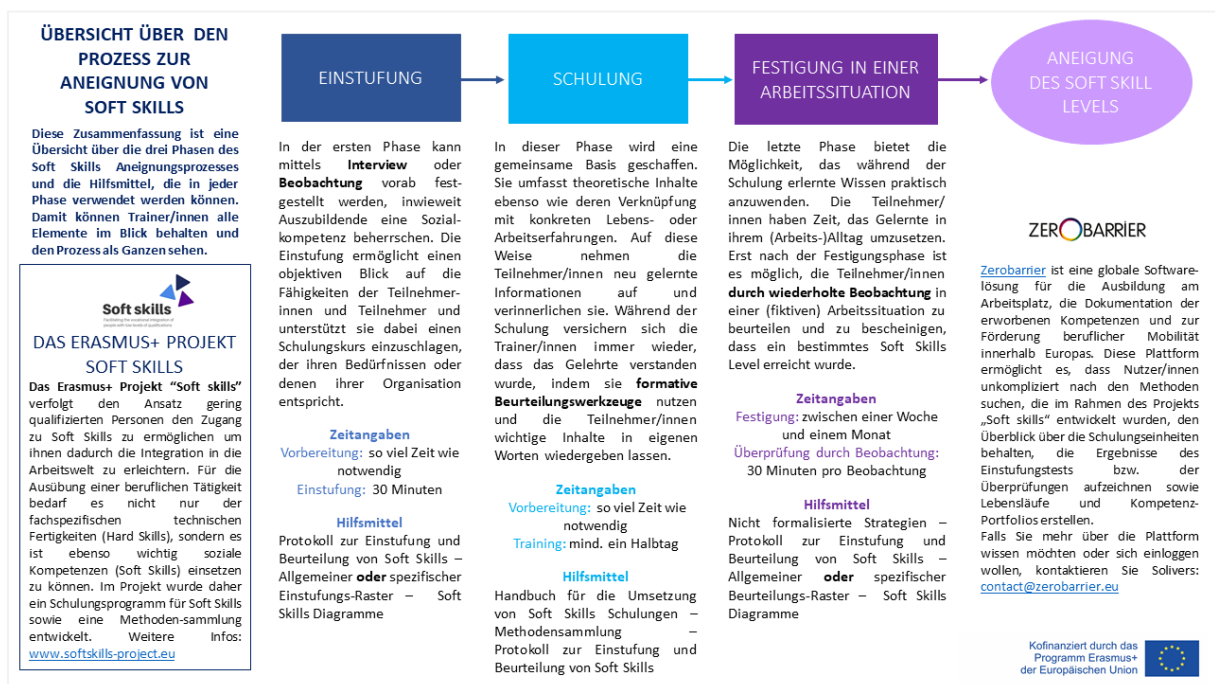 ÜBERSICHT ÜBER DEN
PROZESS ZUR
ANEIGNUNG VON
SOFT SKILLS
Diese Zusammenfassung ist eine
Übersicht über die drei Phasen des
Soft Skills Aneignungsprozesses
und die Hilfsmittel, die in jeder
Phase verwendet werden können.
Damit können Trainer/innen alle
Elemente im Blick behalten und
den Prozess als Ganzen sehen.
Soft skills
Facilitating the vocational integration of
people with low levels of qualifications
DAS ERASMUS+ PROJEKT
SOFT SKILLS
Das Erasmus+ Projekt “Soft skills”
verfolgt den Ansatz gering
qualifizierten Personen den Zugang
zu Soft Skills zu ermöglichen um
ihnen dadurch die Integration in die
Arbeitswelt zu erleichtern. Für die
Ausübung einer beruflichen Tätigkeit
bedarf es nicht nur der
fachspezifischen technischen
Fertigkeiten (Hard Skills), sondern es
ist ebenso wichtig soziale
Kompetenzen (Soft Skills) einsetzen
zu können. Im Projekt wurde daher
ein Schulungsprogramm für Soft Skills
sowie eine Methoden-sammlung
entwickelt. Weitere Infos:
www.softskills-project.eu
EINSTUFUNG
In der ersten Phase kann
mittels Interview oder
Beobachtung vorab fest-
gestellt werden, inwieweit
Auszubildende eine Sozial-
kompetenz beherrschen. Die
Einstufung ermöglicht einen
objektiven Blick auf die
Fähigkeiten der Teilnehmer-
innen und Teilnehmer und
unterstützt sie dabei einen
Schulungskurs einzuschlagen,
der ihren Bedürfnissen oder
denen ihrer Organisation
entspricht.
Zeitangaben
Vorbereitung: so viel Zeit wie
notwendig
Einstufung: 30 Minuten
Hilfsmittel
Protokoll zur Einstufung und
Beurteilung von Soft Skills –
Allgemeiner oder spezifischer
Einstufungs-Raster – Soft
Skills Diagramme
SCHULUNG
In dieser Phase wird eine
gemeinsame Basis geschaffen.
Sie umfasst theoretische Inhalte
ebenso wie deren Verknüpfung
mit konkreten Lebens- oder
Arbeitserfahrungen. Auf diese
Weise nehmen die
Teilnehmer/innen neu gelernte
Informationen auf und
verinnerlichen sie. Während der
Schulung versichern sich die
Trainer/innen immer wieder,
dass das Gelehrte verstanden
wurde, indem sie formative
Beurteilungswerkzeuge nutzen
und die Teilnehmer/innen
wichtige Inhalte in eigenen
Worten wiedergeben lassen.
Zeitangaben
Vorbereitung: so viel Zeit wie
notwendig
Training: mind. ein Halbtag
Hilfsmittel
Handbuch für die Umsetzung
von Soft Skills Schulungen –
Methodensammlung –
Protokoll zur Einstufung und
Beurteilung von Soft Skills
FESTIGUNG IN EINER
ARBEITSSITUATION
Die letzte Phase bietet die
Möglichkeit, das während der
Schulung erlernte Wissen praktisch
anzuwenden. Die Teilnehmer/
innen haben Zeit, das Gelernte in
ihrem (Arbeits-)Alltag umzusetzen.
Erst nach der Festigungsphase ist
es möglich, die Teilnehmer/innen
durch wiederholte Beobachtung in
einer (fiktiven) Arbeitssituation zu
beurteilen und zu bescheinigen,
dass ein bestimmtes Soft Skills
Level erreicht wurde.
Zeitangaben
Festigung: zwischen einer Woche
und einem Monat
Überprüfung durch Beobachtung:
30 Minuten pro Beobachtung
Hilfsmittel
Nicht formalisierte Strategien –
Protokoll zur Einstufung und
Beurteilung von Soft Skills –
Allgemeiner oder spezifischer
Beurteilungs-Raster – Soft Skills
Diagramme
ANEIGUNG
DES SOFT SKILL
LEVELS
ZEROBARRIER
Zerobarrier ist eine globale Software-
lösung für die Ausbildung am
Arbeitsplatz, die Dokumentation der
erworbenen Kompetenzen und zur
Förderung beruflicher Mobilität
innerhalb Europas. Diese Plattform
ermöglicht es, dass Nutzer/innen
unkompliziert nach den Methoden
suchen, die im Rahmen des Projekts
„Soft skills“ entwickelt wurden, den
Überblick über die Schulungseinheiten
behalten, die Ergebnisse des
Einstufungstests bzw. der
Überprüfungen aufzeichnen sowie
Lebensläufe und Kompetenz-
Portfolios erstellen.
Falls Sie mehr über die Plattform
wissen möchten oder sich einloggen
wollen, kontaktieren Sie Solivers:
contact@zerobarrier.eu
Kofinanziert durch das
Programm Erasmus+
der Europäischen Union